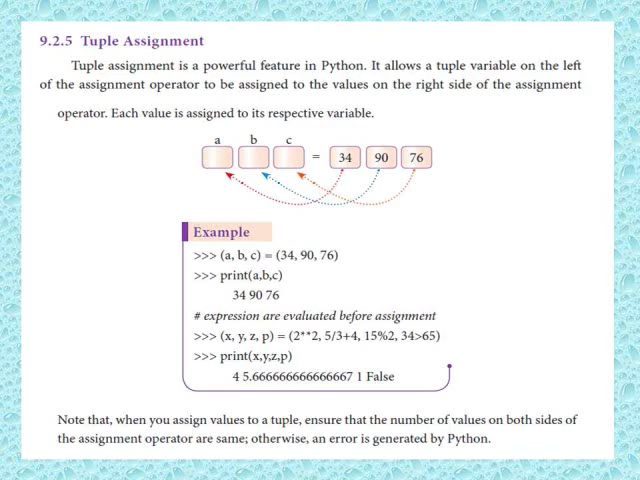 9.2.5 Tuple Assignment
Tuple assignment is a powerful feature in Python. It allows a tuple variable on the left
of the assignment operator to be assigned to the values on the right side of the assignment
operator. Each value is assigned to its respective variable.
a b c
= 34 90 76
Example
>>> (a, b, c) = (34, 90, 76)
>>> print(a,b,c)
34 90 76
# expression are evaluated before assignment
>>> (x, y, z, p) = (2**2, 5/3+4, 15%2, 34>65)
>>> print(x,y,z,p)
4 5.666666666666667 1 False
Note that, when you assign values to a tuple, ensure that the number of values on both sides of
the assignment operator are same; otherwise, an error is generated by Python.